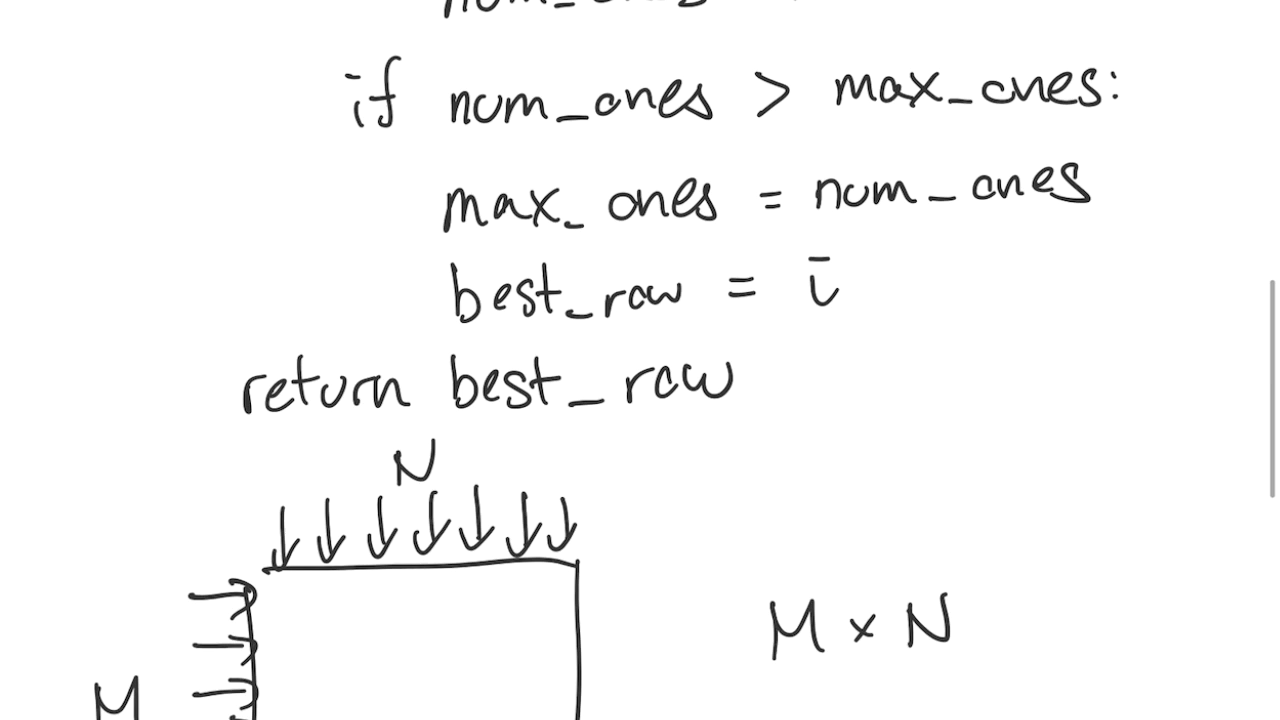 if num_ones > max_ones:
max_ones = num_ones
best_row = i
return best_row
N
M × N
M